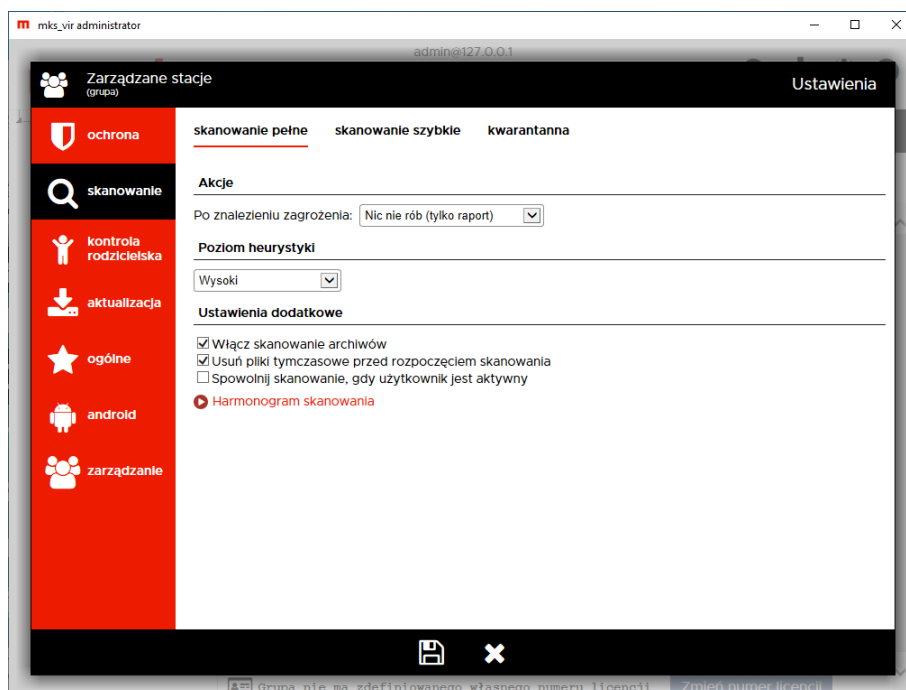 m mks_vir administrator
admin@127.0.0.1
Zarządzane stacje
(grupa)
Ustawienia
ochrona
skanowanie
kontrola
rodzicielska
aktualizacja
ogólne
android
zarządzanie
skanowanie pełne skanowanie szybkie kwarantanna
Akcje
Po znalezieniu zagrożenia: Nic nie rób (tylko raport)
Poziom heurystyki
Wysoki
Ustawienia dodatkowe
Włącz skanowanie archiwów
Usuń pliki tymczasowe przed rozpoczęciem skanowania
Spowolnij skanowanie, gdy użytkownik jest aktywny
Harmonogram skanowania
Grupa nie ma zdefiniowanego własnego numeru licencji Zmień numer licencji